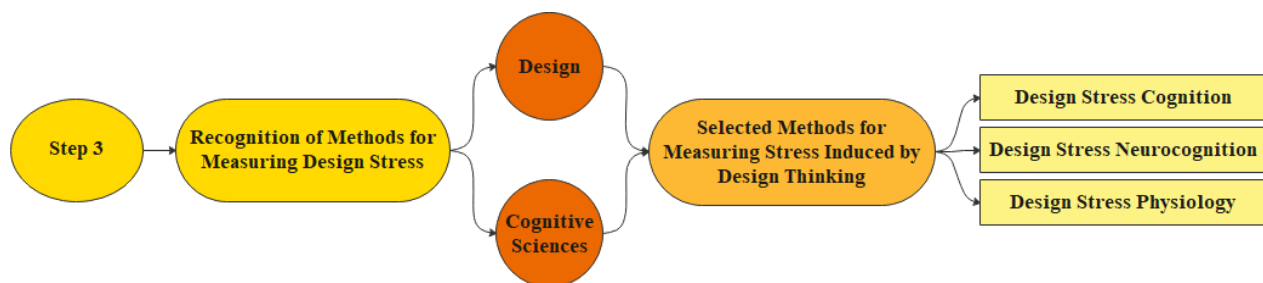 Step 3
Recognition of Methods for
Measuring Design Stress
Design
Cognitive
Sciences
Selected Methods for
Measuring Stress Induced by
Design Thinking
Design Stress Cognition
Design Stress Neurocognition
Design Stress Physiology